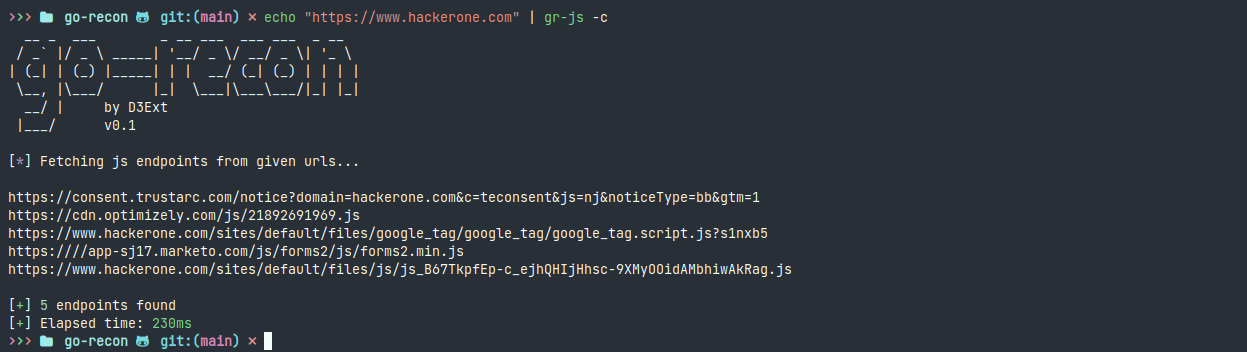 ››› go-recon git:(main) × echo "https://www.hackerone.com" | gr-js -c
   __ _  ___        _ __ ___  ___ ___  _ __
 / _` |/ _ \ _____| '__/ _ \/ __/ _ \| '_ \
| (_| | (_) |_____| | |  __/ (_| (_) | | | |
 \__, |\___/      |_|  \___|\___\___/|_| |_|
  __/ |     by D3Ext
 |___/      v0.1
[*] Fetching js endpoints from given urls...
https://consent.trustarc.com/notice?domain=hackerone.com&c=teconsent&js=nj&noticeType=bb&gtm=1
https://cdn.optimizely.com/js/21892691969.js
https://www.hackerone.com/sites/default/files/google_tag/google_tag/google_tag.script.js?s1nxb5
https:////app-sj17.marketo.com/js/forms2/js/forms2.min.js
https://www.hackerone.com/sites/default/files/js/js_B67TkpfEp-c_ejhQHIjHhsc-9XMyOOidAMbhiwAkRag.js
[+] 5 endpoints found
[+] Elapsed time: 230ms
››› go-recon git:(main) ×